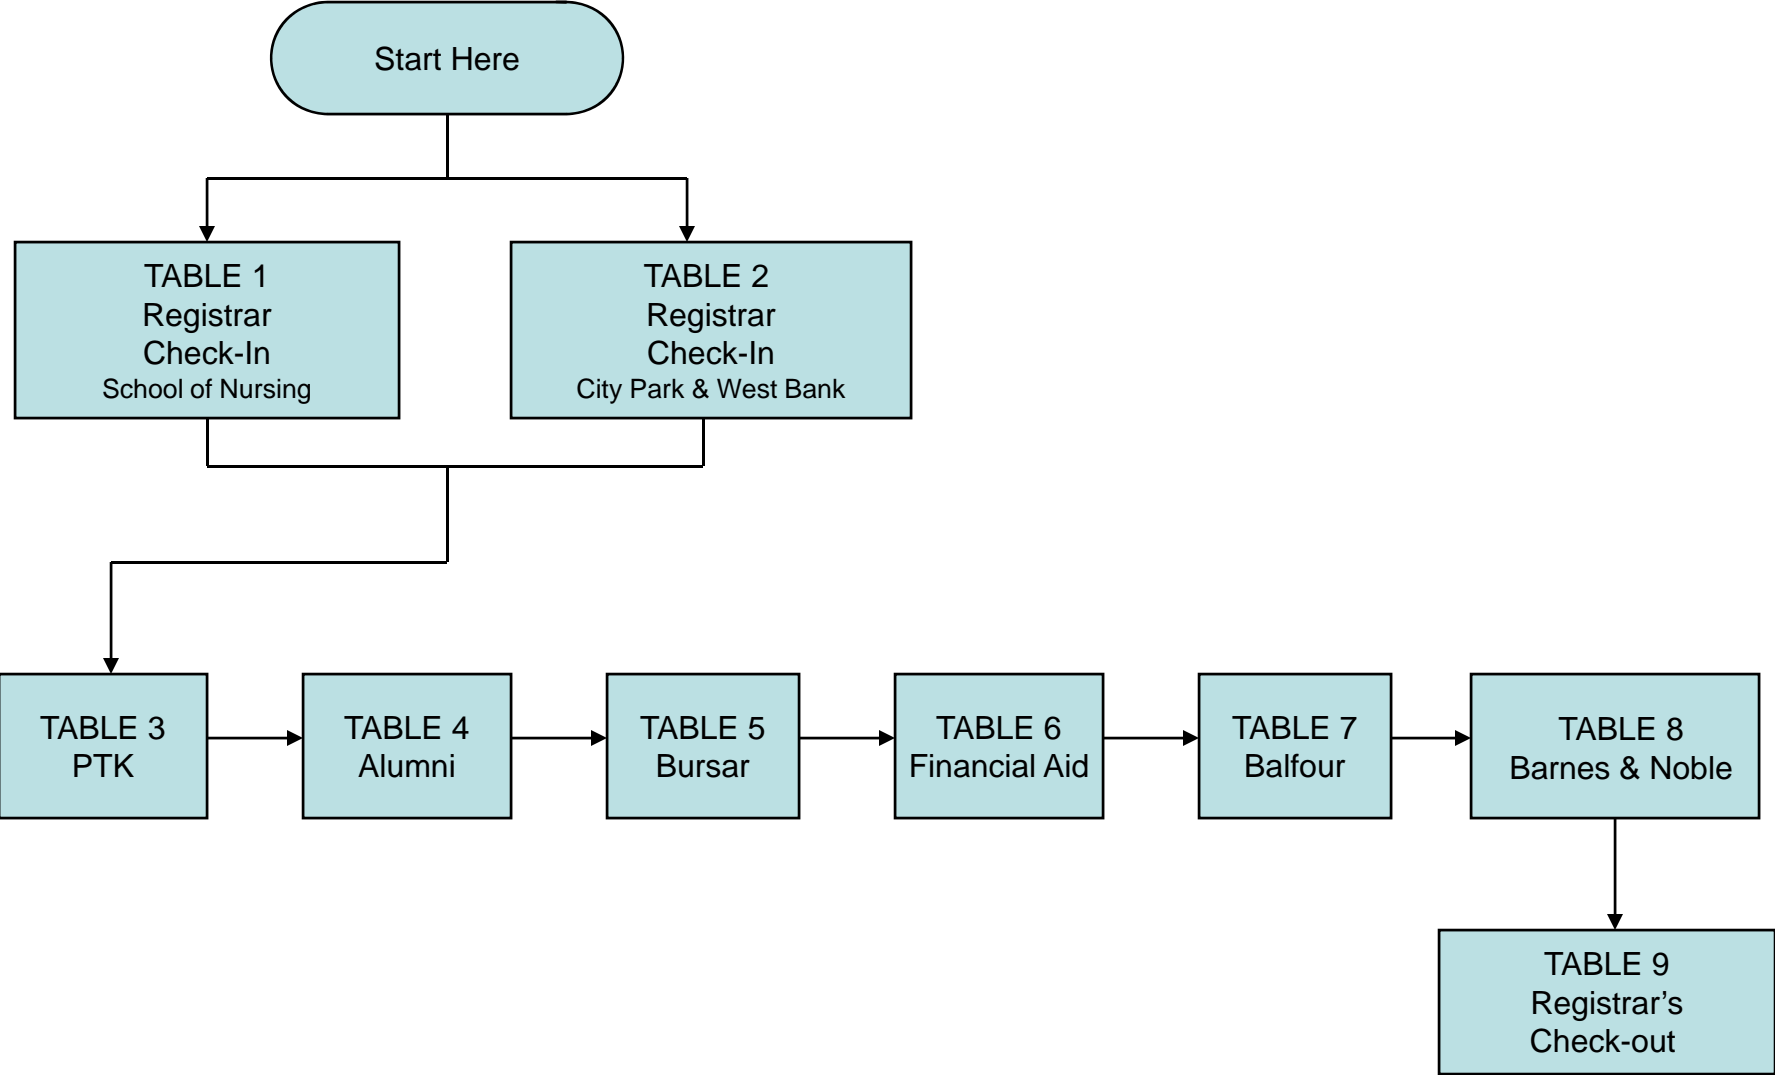 Start Here
TABLE 1
Registrar
Check-In
School of Nursing
TABLE 2
Registrar
Check-In
City Park & West Bank
TABLE 3
PTK
TABLE 4
Alumni
TABLE 5
Bursar
TABLE 6
Financial Aid
TABLE 7
Balfour
TABLE 8
Barnes & Noble
TABLE 9
Registrar’s
Check-out